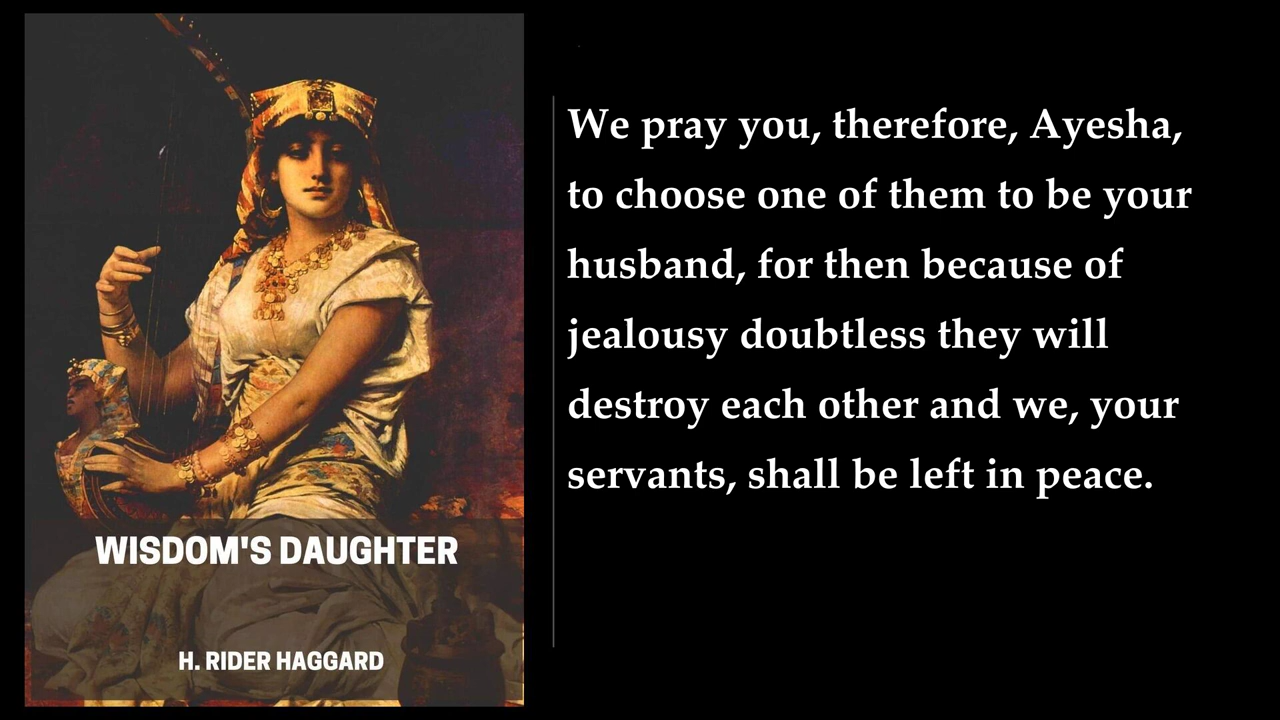 WISDOM'S DAUGHTER
H. RIDER HAGGARD
We pray you, therefore, Ayesha,
to choose one of them to be your
husband, for then because of
jealousy doubtless they will
destroy each other and we, your
servants, shall be left in peace.